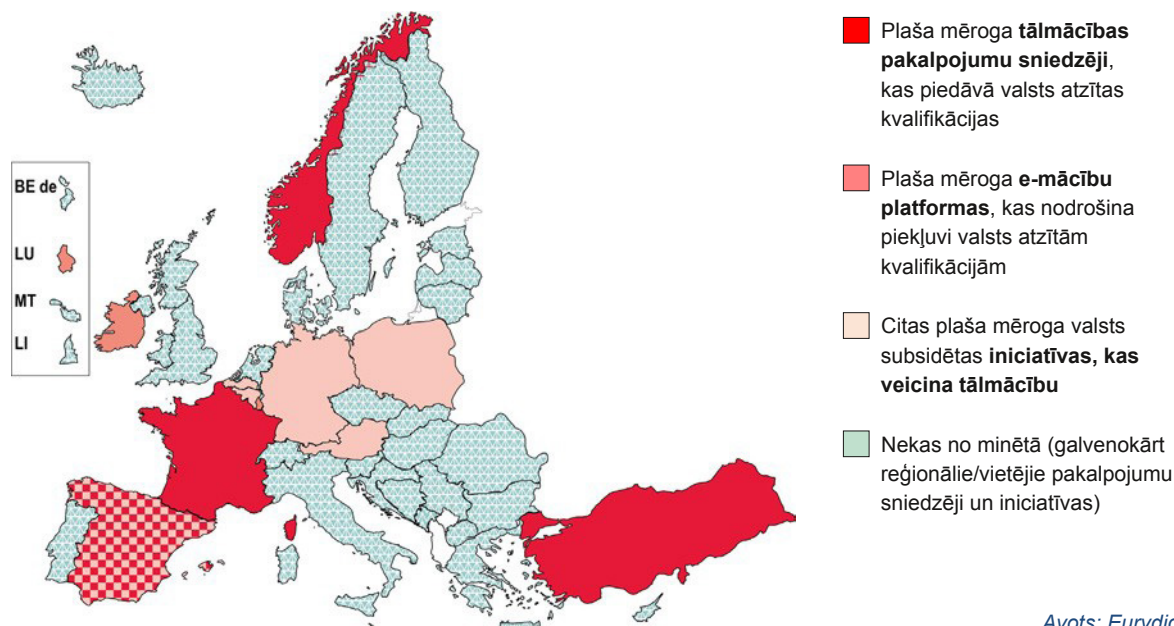 BE de
LU
MT
LI
Plaša mēroga tālmācības
pakalpojumu sniedzēji,
kas piedāvā valsts atzītas
kvalifikācijas
Plaša mēroga e-mācību
platformas, kas nodrošina
piekļuvi valsts atzītām
kvalifikācijām
Citas plaša mēroga valsts
subsidētas iniciatīvas, kas
veicina tālmācību
Nekas no minētā (galvenokārt
reģionālie/vietējie pakalpojumu
sniedzēji un iniciatīvas)
Avots: